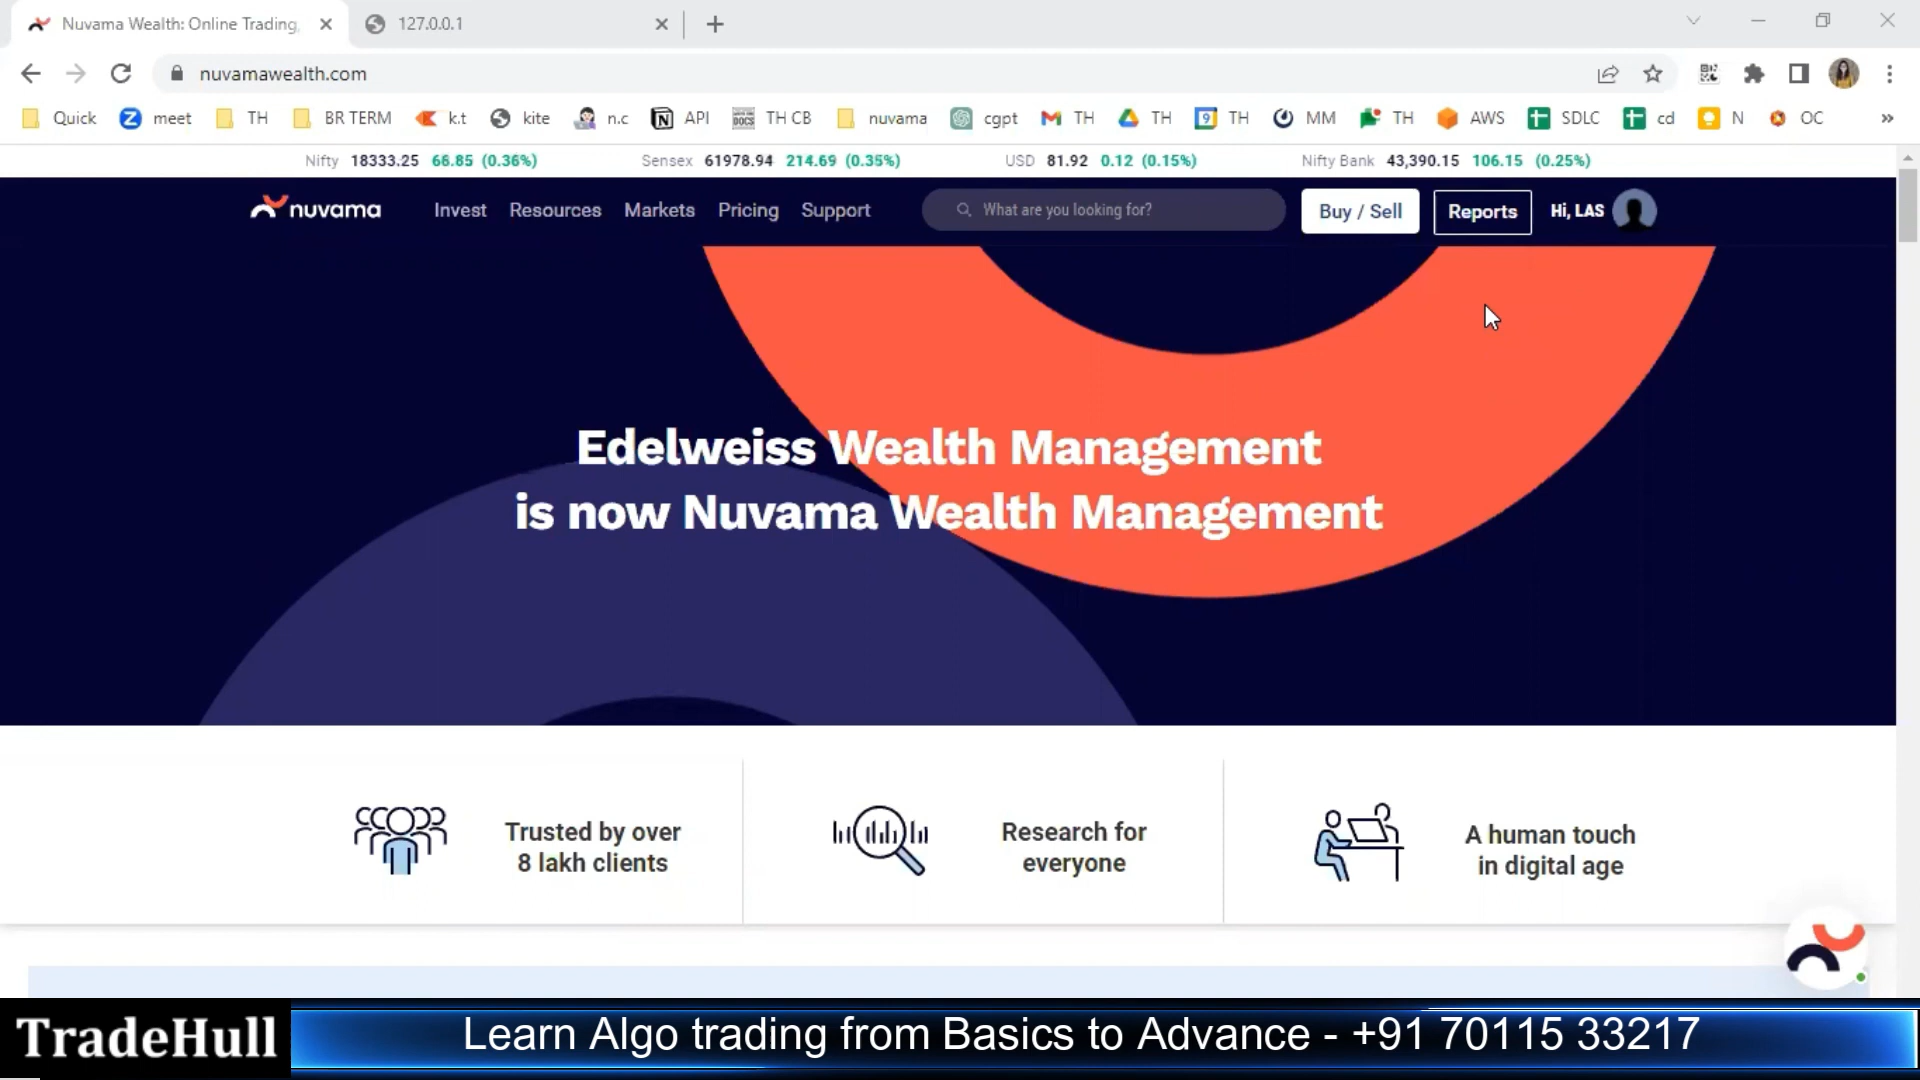 Nuvama Wealth: Online Trading,
127.0.0.1
nuvamawealth.com
Quick meet TH BR TERM k.t kite n.c API TH CB nuvama cgpt TH TH TH MM TH AWS SDLC cd N OC »
Nifty 18333.25 66.85 (0.36%) Sensex 61978.94 214.69 (0.35%) USD 81.92 0.12 (0.15%) Nifty Bank 43,390.15 106.15 (0.25%)
nuvama Invest Resources Markets Pricing Support What are you looking for? Buy / Sell Reports Hi, LAS
Edelweiss Wealth Management
is now Nuvama Wealth Management
Trusted by over
8 lakh clients
Research for
everyone
A human touch
in digital age
TradeHull Learn Algo trading from Basics to Advance - +91 70115 33217